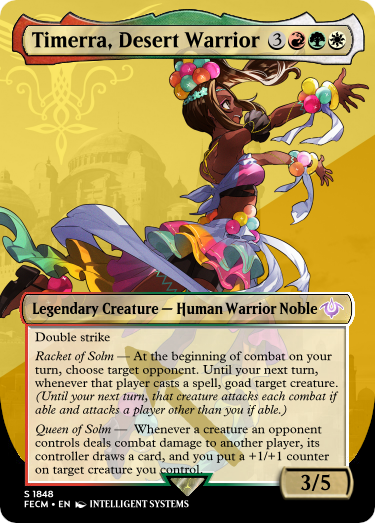 Timerra, Desert Warrior 3
Legendary Creature — Human Warrior Noble
Double strike
Racket of Solm — At the beginning of combat on your
turn, choose target opponent. Until your next turn,
whenever that player casts a spell, goad target creature.
(Until your next turn, that creature attacks each combat if
able and attacks a player other than you if able.)
Queen of Solm — Whenever a creature an opponent
controls deals combat damage to another player, its
controller draws a card, and you put a +1/+1 counter
on target creature you control.
3/5
S 1848
FECM • EN INTELLIGENT SYSTEMS